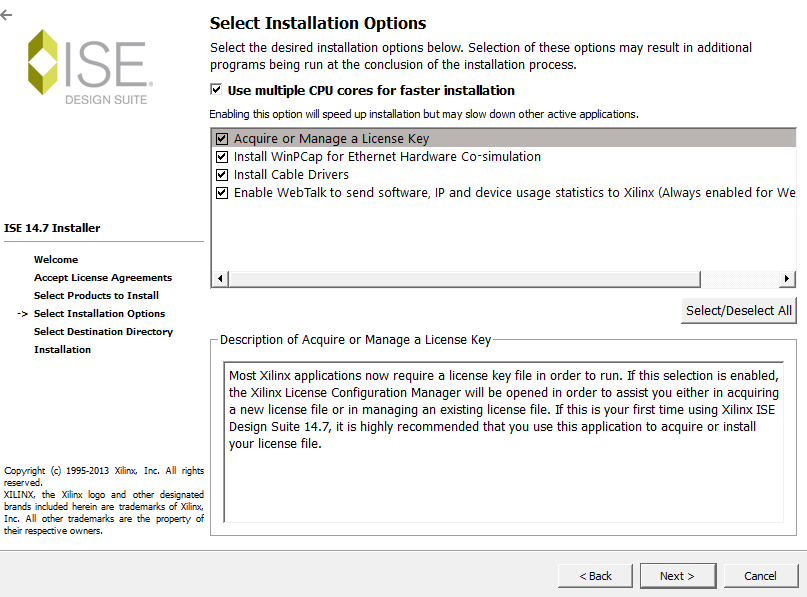 Select Installation Options
Select the desired installation options below. Selection of these options may result in additional
programs being run at the conclusion of the installation process.
Use multiple CPU cores for faster installation
Enabling this option will speed up installation but may slow down other active applications.
Acquire or Manage a License Key
Install WinPCap for Ethernet Hardware Co-simulation
Install Cable Drivers
Enable WebTalk to send software, IP and device usage statistics to Xilinx (Always enabled for We
Select/Deselect All
Description of Acquire or Manage a License Key
Most Xilinx applications now require a license key file in order to run. If this selection is enabled,
the Xilinx License Configuration Manager will be opened in order to assist you either in acquiring
a new license file or in managing an existing license file. If this is your first time using Xilinx ISE
Design Suite 14.7, it is highly recommended that you use this application to acquire or install
your license file.
ISE.
DESIGN SUITE
ISE 14.7 Installer
Welcome
Accept License Agreements
Select Products to Install
-> Select Installation Options
Select Destination Directory
Installation
Copyright (c) 1995-2013 Xilinx, Inc. All rights
reserved.
XILINX, the Xilinx logo and other designated
brands included herein are trademarks of Xilinx,
Inc. All other trademarks are the property of
their respective owners.
< Back
Next >
Cancel